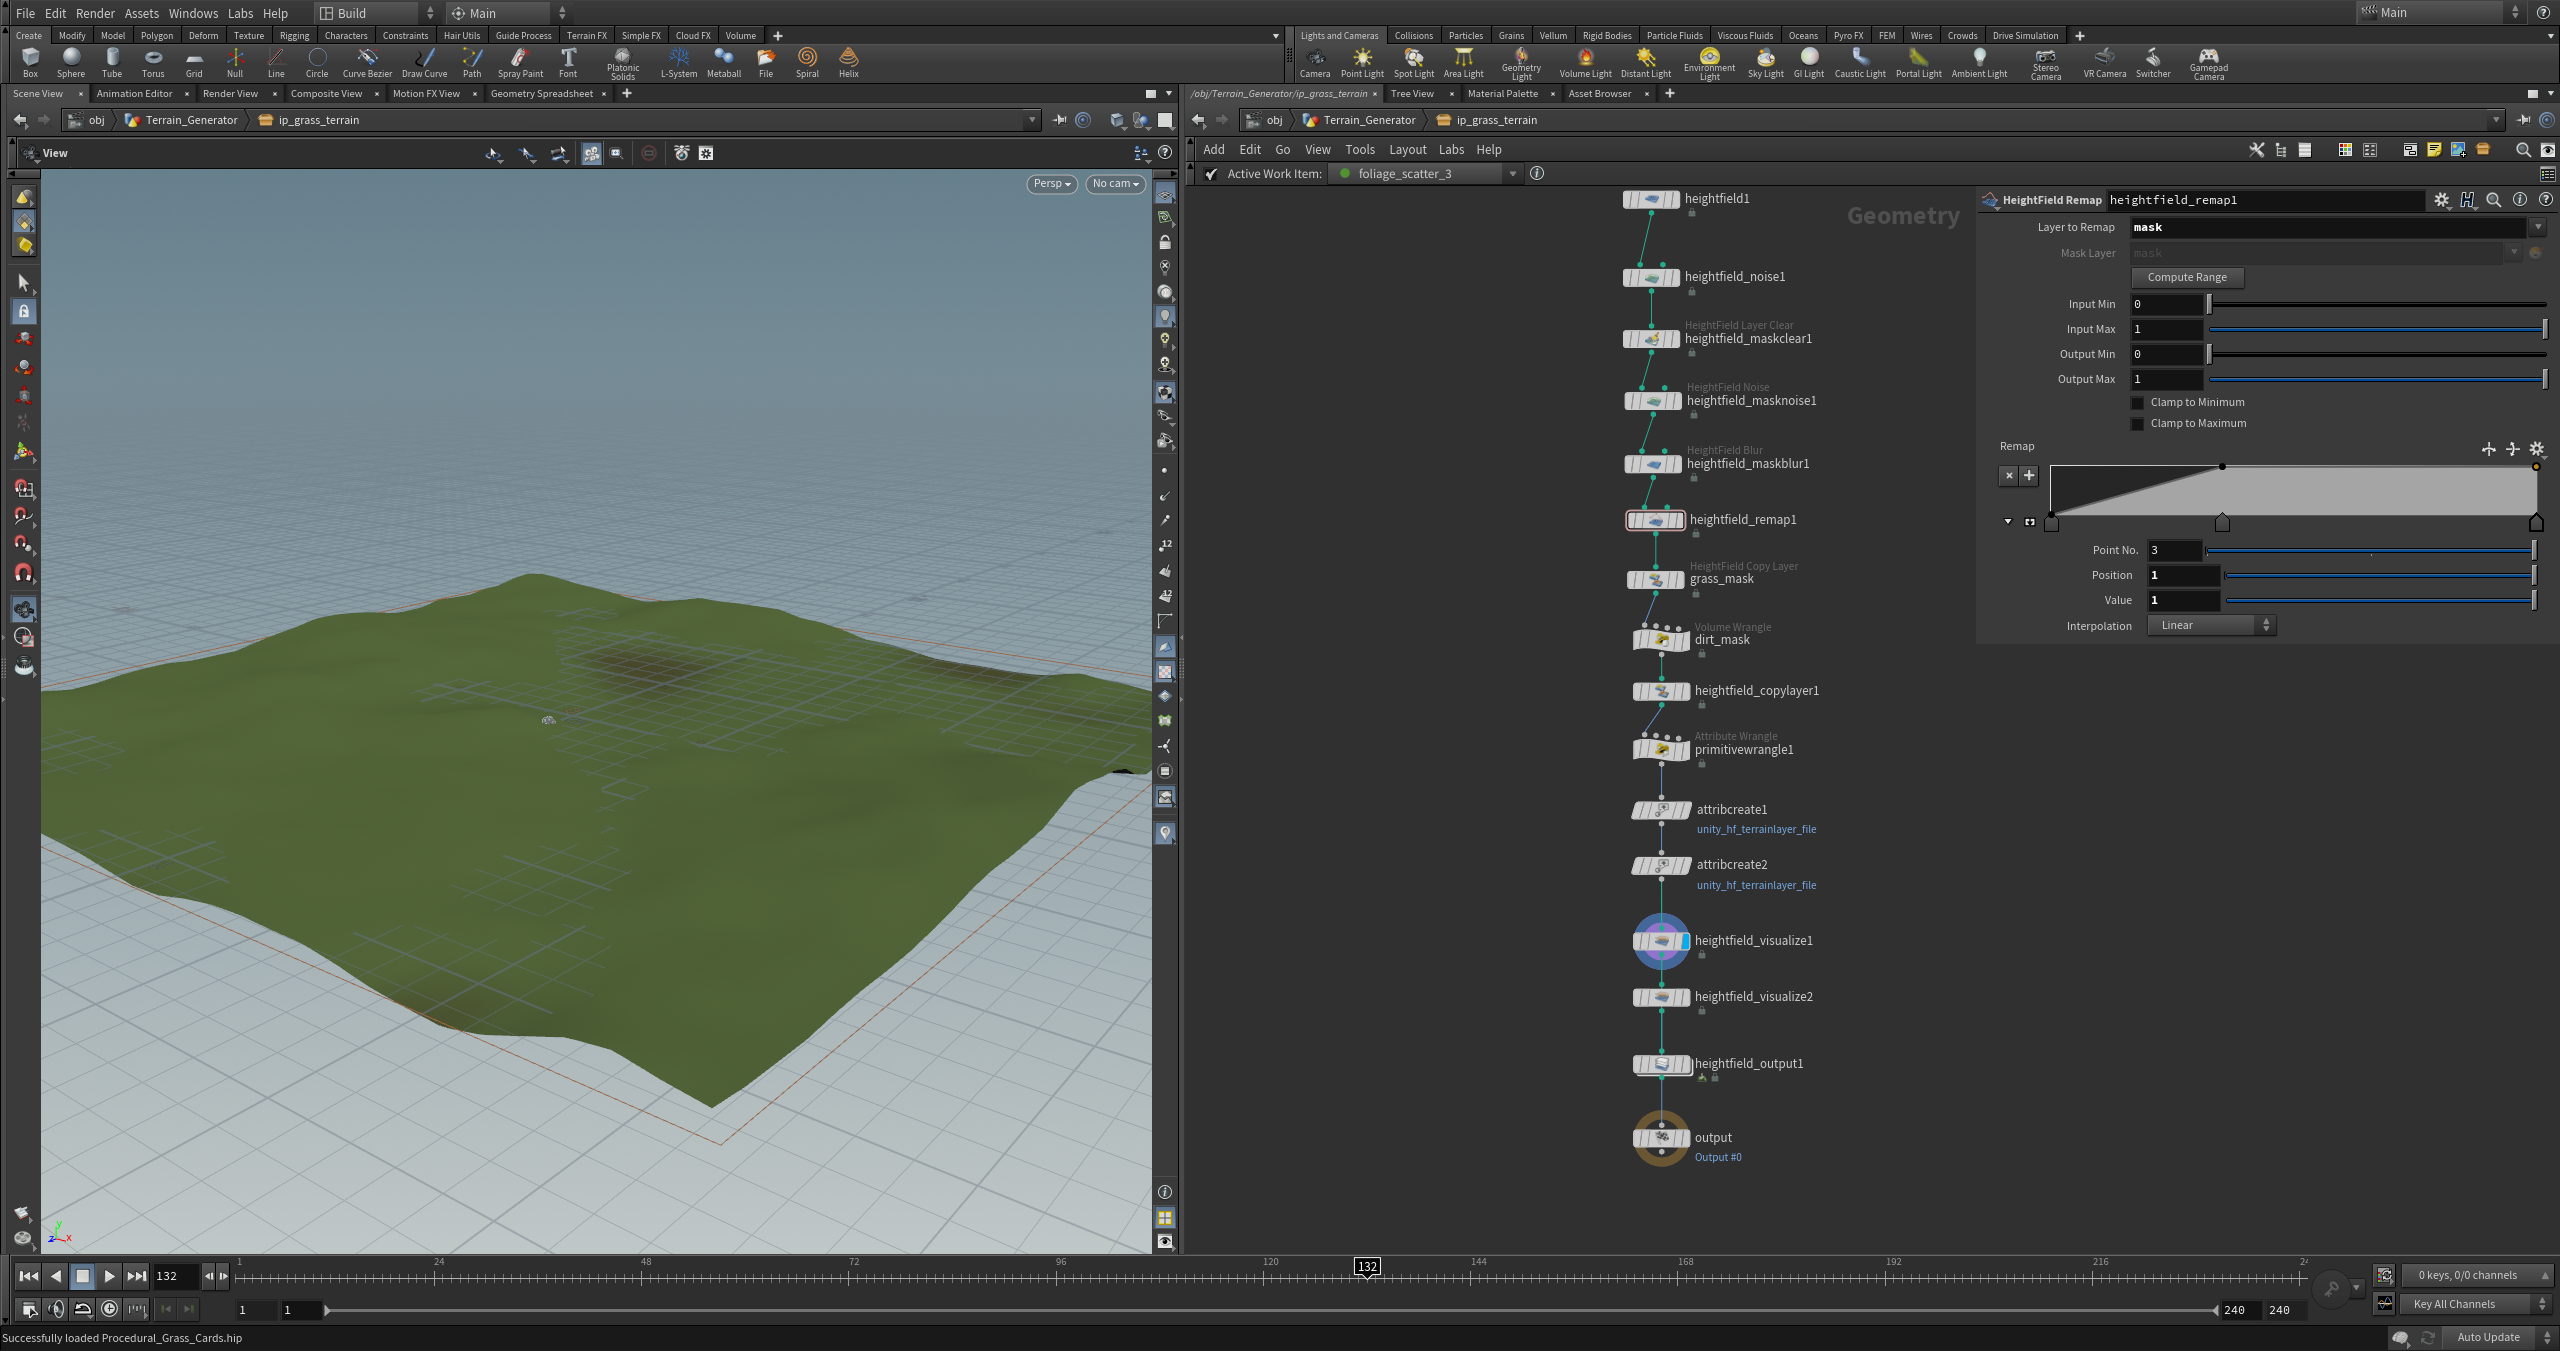 File Edit Render Assets Windows Labs Help Build Main Main
Create Modify Model Polygon Deform Texture Rigging Characters Constraints Hair Utils Guide Process Terrain FX Simple FX Cloud FX Volume
Box Sphere Tube Torus Grid Null Line Circle Curve Bezier Draw Curve Path Spray Paint Font Platonic Solids L-System Metaball File Spiral Helix
Lights and Cameras Collisions Particles Grains Vellum Rigid Bodies Particle Fluids Viscous Fluids Oceans Pyro FX FEM Wires Crowds Drive Simulation
Camera Point Light Spot Light Area Light Geometry Light Volume Light Distant Light Environment Light Sky Light GI Light Caustic Light Portal Light Ambient Light Stereo Camera VR Camera Switcher Gamepad Camera
Scene View Animation Editor Render View Composite View Motion FX View Geometry Spreadsheet
obj Terrain_Generator ip_grass_terrain
View
Persp No cam
/obj/Terrain_Generator/ip_grass_terrain Tree View Material Palette Asset Browser
obj Terrain_Generator ip_grass_terrain
Add Edit Go View Tools Layout Labs Help
Active Work Item: foliage_scatter_3
Geometry
heightfield1
heightfield_noise1
HeightField Layer Clear
heightfield_maskclear1
HeightField Noise
heightfield_masknoise1
HeightField Blur
heightfield_maskblur1
heightfield_remap1
HeightField Copy Layer
grass_mask
Volume Wrangle
dirt_mask
heightfield_copylayer1
Attribute Wrangle
primitivewrangle1
attribcreate1
unity_hf_terrainlayer_file
attribcreate2
unity_hf_terrainlayer_file
heightfield_visualize1
heightfield_visualize2
heightfield_output1
output
Output #0
HeightField Remap heightfield_remap1
Layer to Remap mask
Mask Layer mask
Compute Range
Input Min 0
Input Max 1
Output Min 0
Output Max 1
Clamp to Minimum
Clamp to Maximum
Remap
Point No. 3
Position 1
Value 1
Interpolation Linear
12
12
y
z x
132 1 24 48 72 96 120 132 144 168 192 216 24
0 keys, 0/0 channels
1 1 240 240
Key All Channels
Successfully loaded Procedural_Grass_Cards.hip
Auto Update